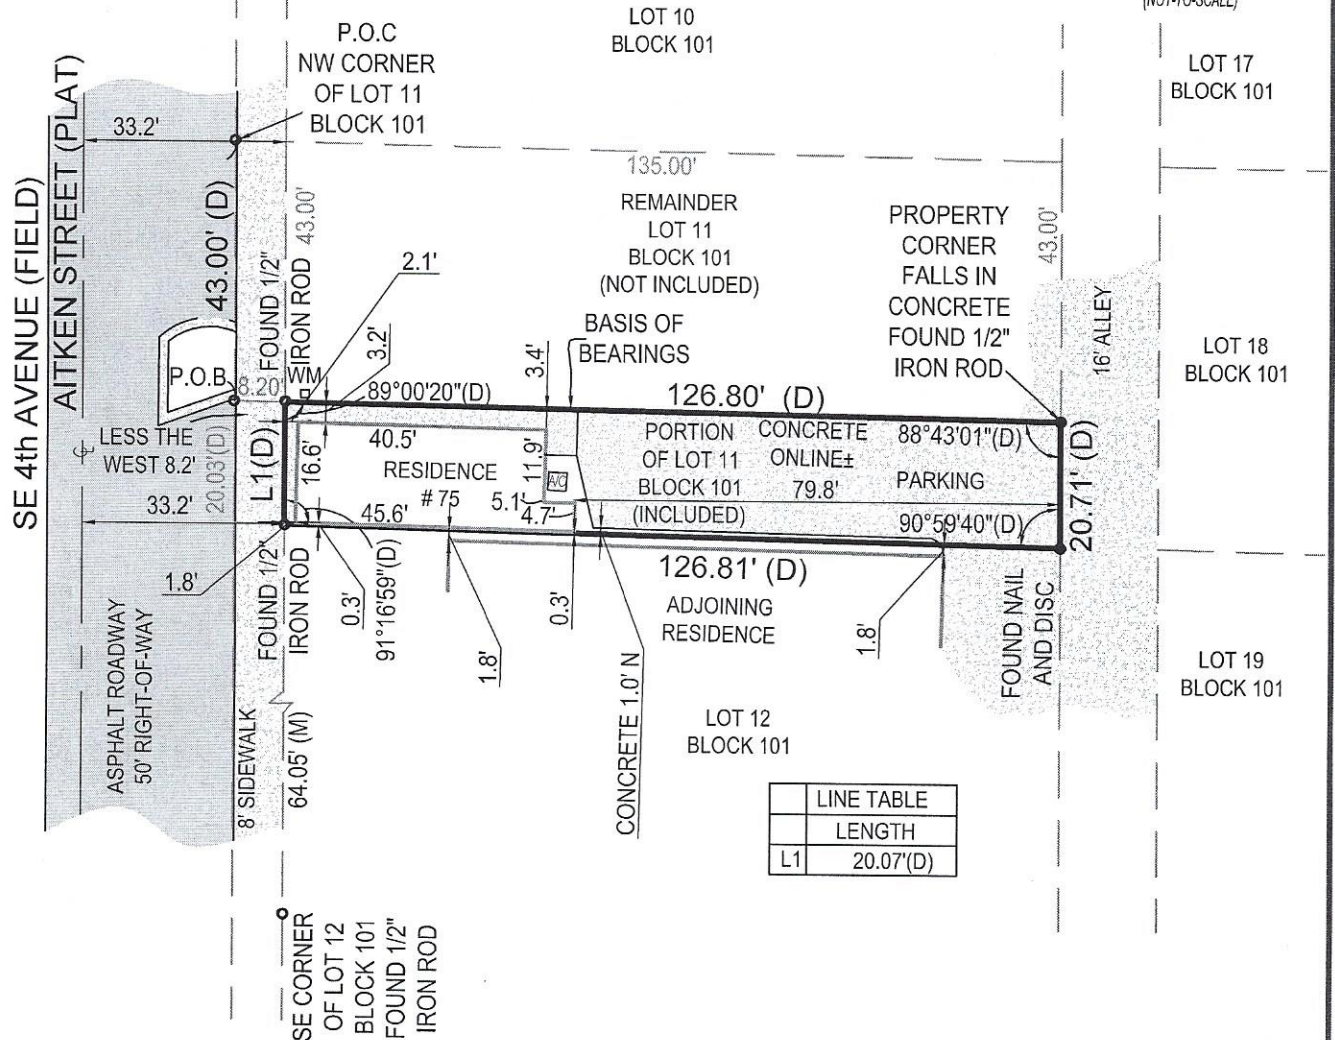 (NOT-TO-SCALE)
LOT 10
BLOCK 101
P.O.C
NW CORNER
OF LOT 11
BLOCK 101
LOT 17
BLOCK 101
33.2'
135.00'
SE 4th AVENUE (FIELD)
AITKEN STREET (PLAT)
43.00' (D)
FOUND 1/2"
IRON ROD
43.00'
REMAINDER
LOT 11
BLOCK 101
(NOT INCLUDED)
PROPERTY
CORNER
FALLS IN
CONCRETE
FOUND 1/2"
IRON ROD
43.00'
2.1'
3.2'
3.4'
BASIS OF
BEARINGS
16' ALLEY
LOT 18
BLOCK 101
P.O.B
8.20'
WM
89°00'20"(D)
126.80' (D)
LESS THE
WEST 8.2'
℄
20.03'(D)
L1(D)
16.6'
40.5'
RESIDENCE
# 75
11.9'
A/C
5.1'
4.7'
45.6'
PORTION
OF LOT 11
BLOCK 101
(INCLUDED)
CONCRETE
ONLINE±
79.8'
88°43'01"(D)
PARKING
90°59'40"(D)
20.71' (D)
33.2'
1.8'
FOUND 1/2"
IRON ROD
0.3'
91°16'59"(D)
1.8'
0.3'
126.81' (D)
ADJOINING
RESIDENCE
1.8'
FOUND NAIL
AND DISC
LOT 19
BLOCK 101
ASPHALT ROADWAY
50' RIGHT-OF-WAY
8' SIDEWALK
64.05' (M)
CONCRETE 1.0' N
LOT 12
BLOCK 101
LINE TABLE
LENGTH
L1 20.07'(D)
SE CORNER
OF LOT 12
BLOCK 101
FOUND 1/2"
IRON ROD